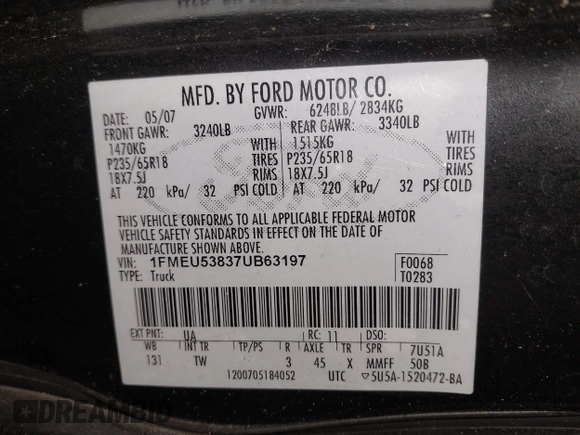 MFD. BY FORD MOTOR CO.
DATE: 05/07 GVWR: 6248LB/ 2834KG
FRONT GAWR: 3240LB REAR GAWR: 3340LB
1470KG WITH 1515KG WITH
P235/65R18 TIRES P235/65R18 TIRES
18X7.5J RIMS 18X7.5J RIMS
AT 220 kPa/ 32 PSI COLD AT 220 kPa/ 32 PSI COLD
THIS VEHICLE CONFORMS TO ALL APPLICABLE FEDERAL MOTOR
VEHICLE SAFETY STANDARDS IN EFFECT ON THE DATE OF
MANUFACTURE SHOWN ABOVE.
VIN: 1FMEU53837UB63197 F0068
TYPE: Truck T0283
EXT PNT: UA RC: 11 DSO:
WB INT TR TP/PS R AXLE TR SPR 7U51A
131 TW 3 45 X MMFF 50B
1200705184052 UTC 5U5A-1520472-BA
DREAMBID